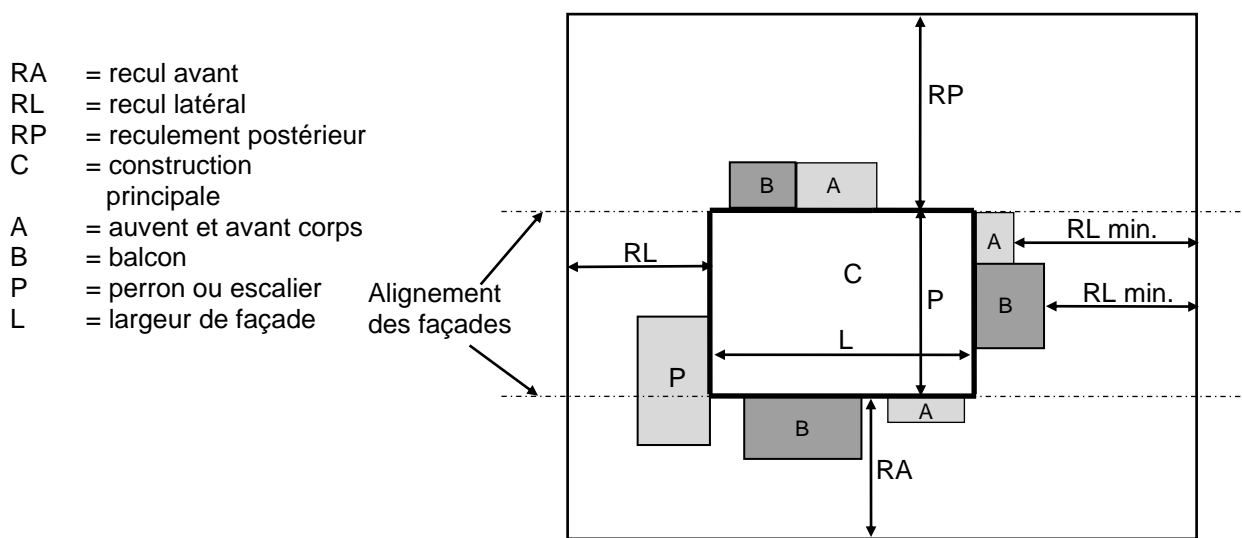 RA = recul avant
RL = recul latéral
RP = reculement postérieur
C = construction
principale
A = auvent et avant corps
B = balcon
P = perron ou escalier
L = largeur de façade
Alignement
des façades
RP
B
A
A
RL min.
RL
C
B
RL min.
P
L
P
B
A
RA